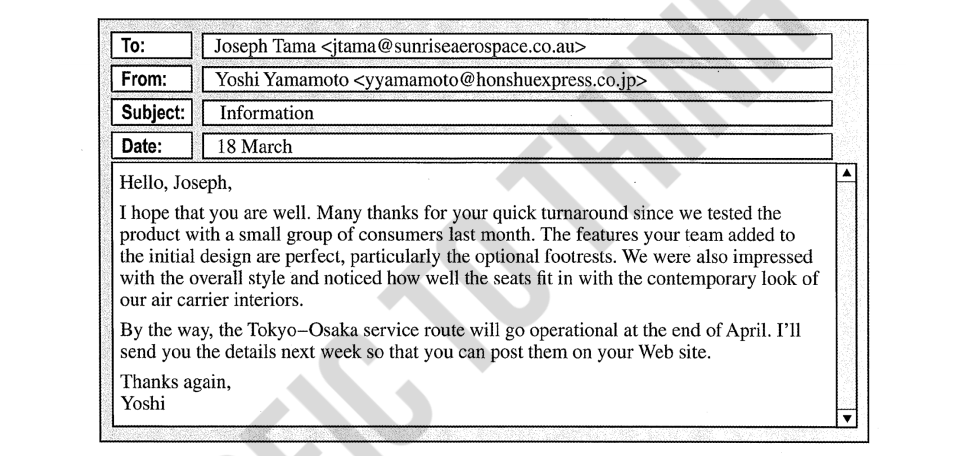 To: Joseph Tama <jtama@sunriseaerospace.co.au>
From: Yoshi Yamamoto <yyamamoto@honshuexpress.co.jp>
Subject: Information
Date: 18 March
Hello, Joseph,
I hope that you are well. Many thanks for your quick turnaround since we tested the
product with a small group of consumers last month. The features your team added to
the initial design are perfect, particularly the optional footrests. We were also impressed
with the overall style and noticed how well the seats fit in with the contemporary look of
our air carrier interiors.
By the way, the Tokyo–Osaka service route will go operational at the end of April. I’ll
send you the details next week so that you can post them on your Web site.
Thanks again,
Yoshi